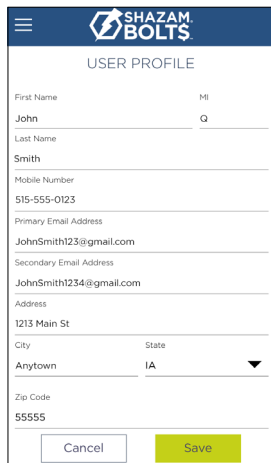 SHAZAM
BOLT$
USER PROFILE
First Name MI
John Q
Last Name
Smith
Mobile Number
515-555-0123
Primary Email Address
JohnSmith123@gmail.com
Secondary Email Address
JohnSmith1234@gmail.com
Address
1213 Main St
City State
Anytown IA
Zip Code
55555
Cancel Save